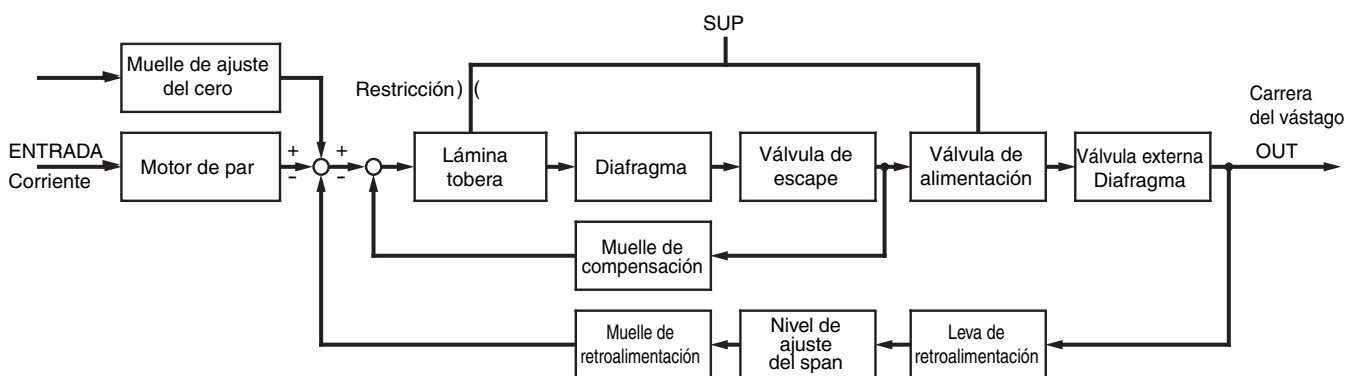 SUP
Muelle de ajuste
del cero
Restricción) (
Carrera
del vástago
ENTRADA
Corriente
Motor de par
+
-
+
-
Lámina
tobera
Diafragma
Válvula de
escape
Válvula de
alimentación
Válvula externa
Diafragma
OUT
Muelle de
compensación
Muelle de
retroalimentación
Nivel de
ajuste
del span
Leva de
retroalimentación